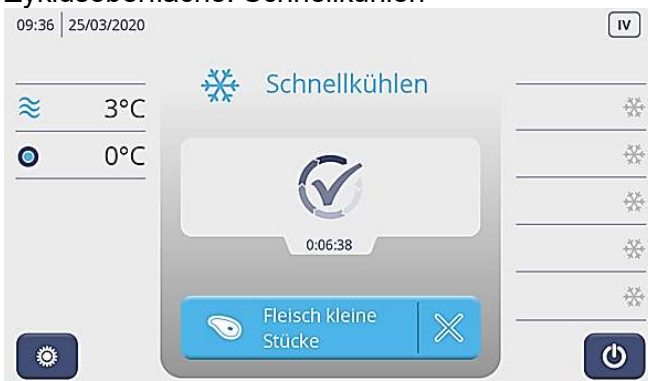 Zyklusoberfläche: Schnellkühlen
09:36 25/03/2020
IV
Schnellkühlen
3°C
0°C
0:06:38
Fleisch kleine
Stücke